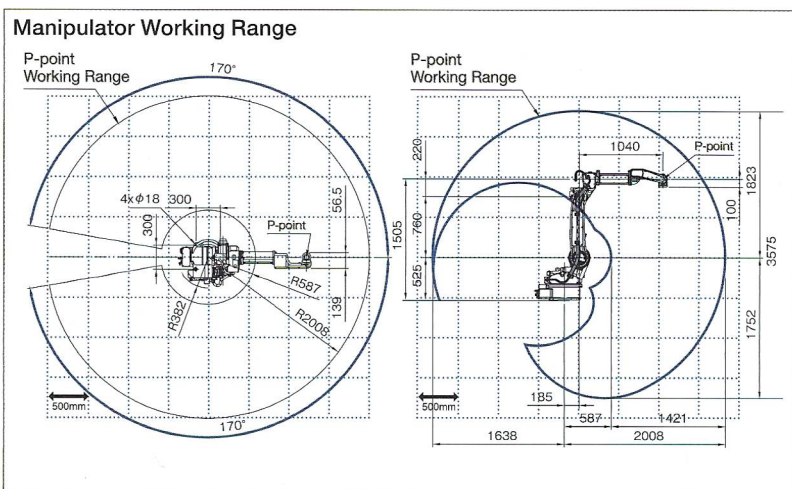 Manipulator Working Range
P-point
Working Range
170°
4xφ18
300
300
56.5
P-point
R587
R382
R2008
139
500mm
170°
P-point
Working Range
220
1040
P-point
1823
100
760
1505
3575
525
1752
500mm
185
587
1421
1638
2008